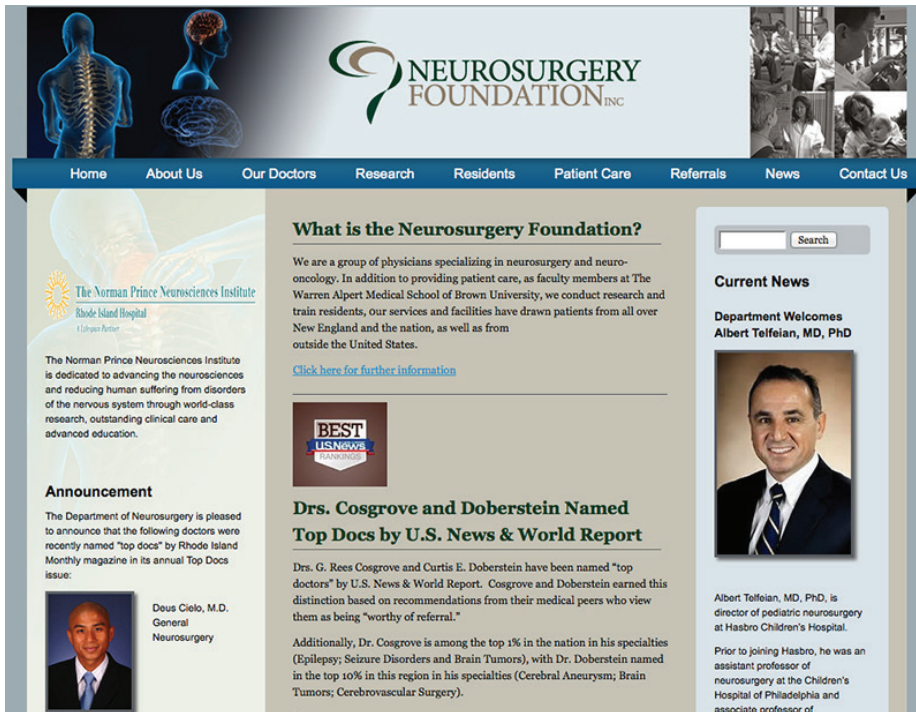 NEUROSURGERY
FOUNDATION INC
Home About Us Our Doctors Research Residents Patient Care Referrals News Contact Us
The Norman Prince Neurosciences Institute
Rhode Island Hospital
A Lifespan Partner
The Norman Prince Neurosciences Institute
is dedicated to advancing the neurosciences
and reducing human suffering from disorders
of the nervous system through world-class
research, outstanding clinical care and
advanced education.
Announcement
The Department of Neurosurgery is pleased
to announce that the following doctors were
recently named "top docs" by Rhode Island
Monthly magazine in its annual Top Docs
issue:
Deus Cielo, M.D.
General
Neurosurgery
What is the Neurosurgery Foundation?
We are a group of physicians specializing in neurosurgery and neuro-
oncology. In addition to providing patient care, as faculty members at The
Warren Alpert Medical School of Brown University, we conduct research and
train residents, our services and facilities have drawn patients from all over
New England and the nation, as well as from
outside the United States.
Click here for further information
BEST
U.S.News
RANKINGS
Drs. Cosgrove and Doberstein Named
Top Docs by U.S. News & World Report
Drs. G. Rees Cosgrove and Curtis E. Doberstein have been named “top
doctors” by U.S. News & World Report. Cosgrove and Doberstein earned this
distinction based on recommendations from their medical peers who view
them as being “worthy of referral.”
Additionally, Dr. Cosgrove is among the top 1% in the nation in his specialties
(Epilepsy; Seizure Disorders and Brain Tumors), with Dr. Doberstein named
in the top 10% in this region in his specialties (Cerebral Aneurysm; Brain
Tumors; Cerebrovascular Surgery).
Search
Current News
Department Welcomes
Albert Telfeian, MD, PhD
Albert Telfeian, MD, PhD, is
director of pediatric neurosurgery
at Hasbro Children's Hospital.
Prior to joining Hasbro, he was an
assistant professor of
neurosurgery at the Children's
Hospital of Philadelphia and
associate professor of